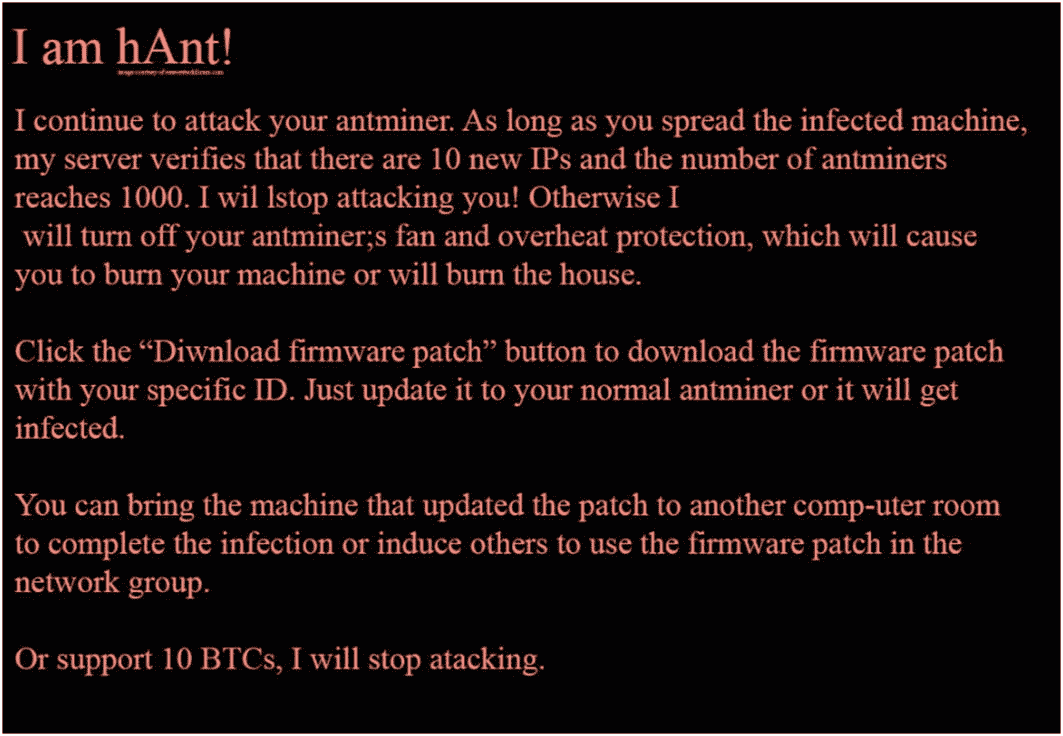 I am hAnt!
I continue to attack your antminer. As long as you spread the infected machine,
my server verifies that there are 10 new IPs and the number of antminers
reaches 1000. I wil lstop attacking you! Otherwise I
will turn off your antminer;s fan and overheat protection, which will cause
you to burn your machine or will burn the house.
Click the “Diwnload firmware patch” button to download the firmware patch
with your specific ID. Just update it to your normal antminer or it will get
infected.
You can bring the machine that updated the patch to another comp-uter room
to complete the infection or induce others to use the firmware patch in the
network group.
Or support 10 BTCs, I will stop atacking.